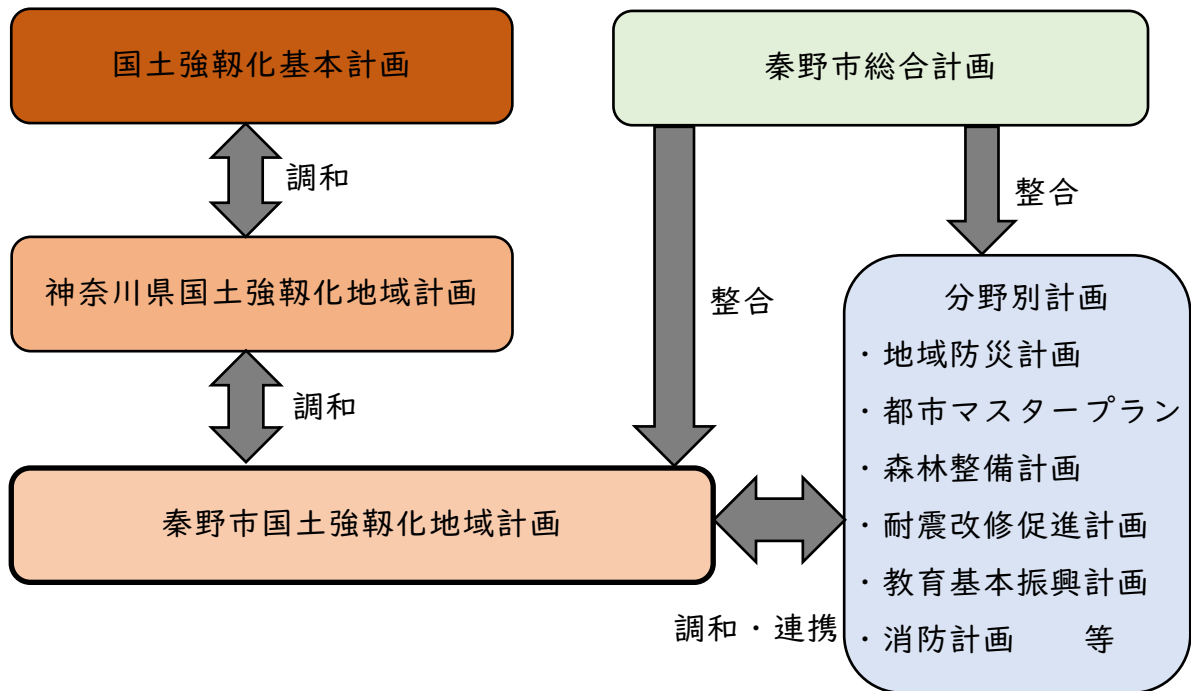 国土強靱化基本計画
秦野市総合計画
調和
整合
神奈川県国土強靱化地域計画
整合
分野別計画
・地域防災計画
・都市マスタープラン
・森林整備計画
・耐震改修促進計画
・教育基本振興計画
・消防計画　　等
調和
秦野市国土強靱化地域計画
調和・連携